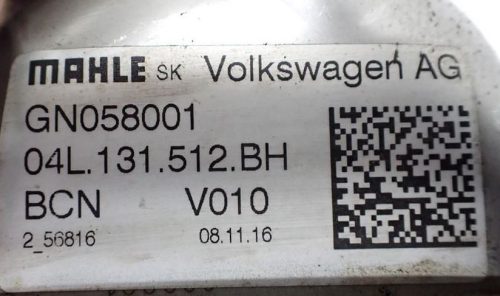 MAHLE SK Volkswagen AG
GN058001
04L.131.512.BH
BCN V010
2_56816 08.11.16